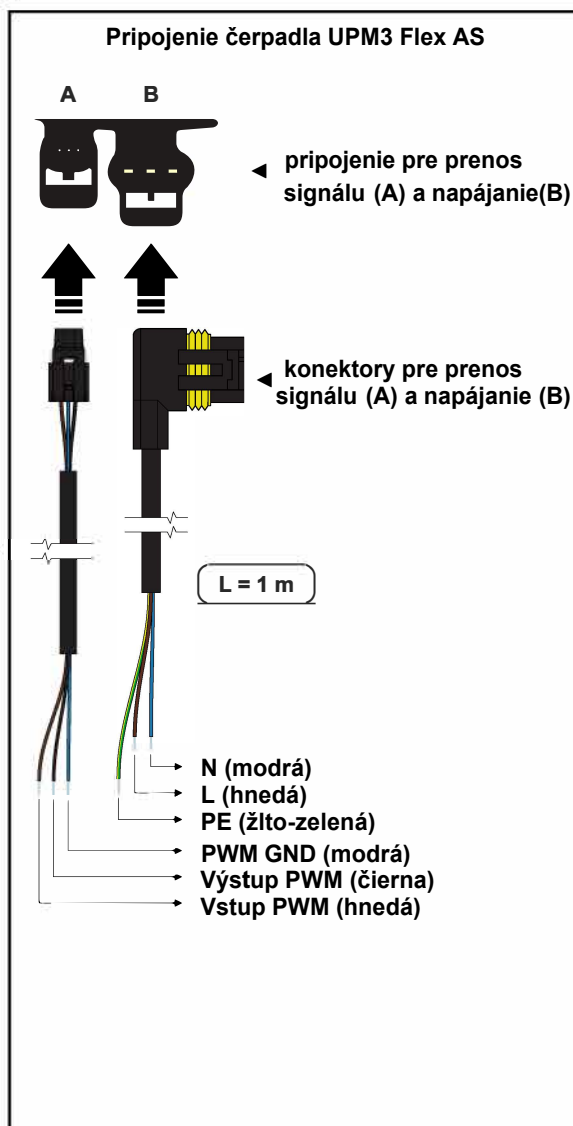 Pripojenie čerpadla UPM3 Flex AS
A B
pripojenie pre prenos
signálu (A) a napájanie(B)
konektory pre prenos
signálu (A) a napájanie (B)
L = 1 m
N (modrá)
L (hnedá)
PE (žlto-zelená)
PWM GND (modrá)
Výstup PWM (čierna)
Vstup PWM (hnedá)